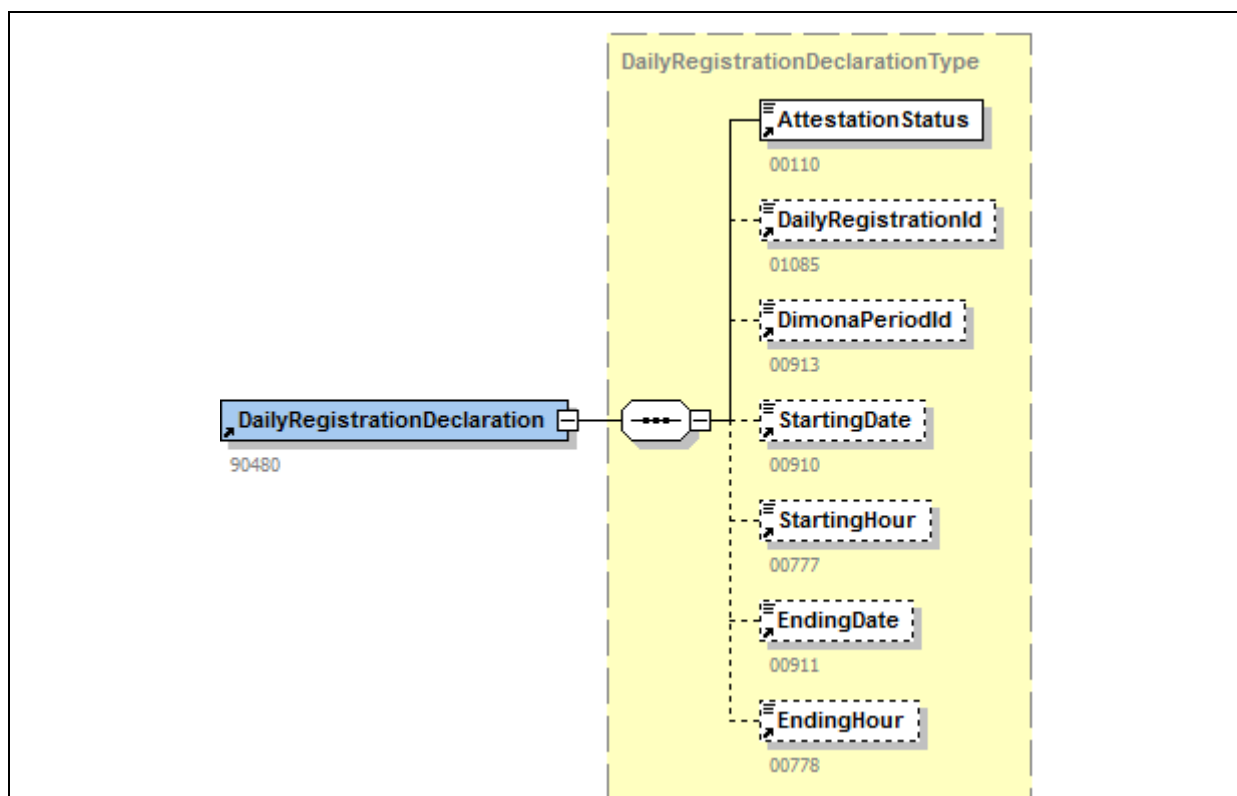 DailyRegistrationDeclarationType
AttestationStatus
00110
DailyRegistrationId
01085
DimonaPeriodId
00913
DailyRegistrationDeclaration
90480
StartingDate
00910
StartingHour
00777
EndingDate
00911
EndingHour
00778